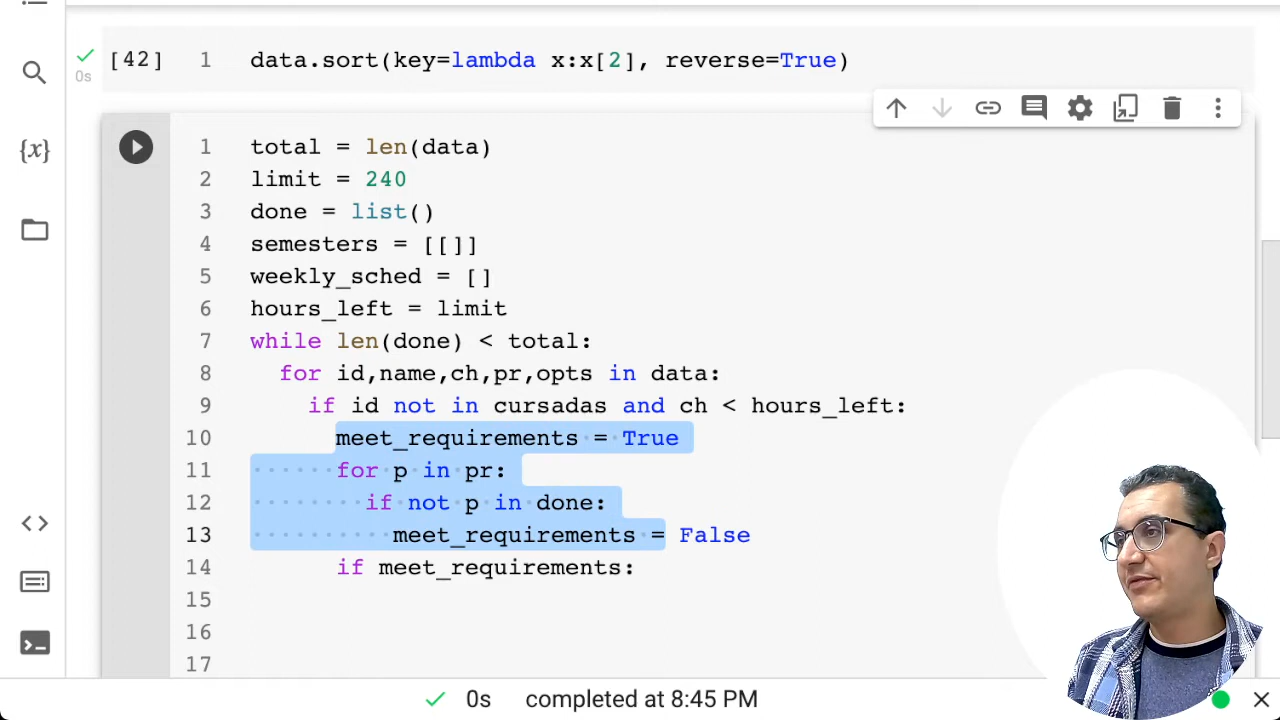 [42] 1 data.sort(key=lambda x:x[2], reverse=True)
0s
{x}
1 total = len(data)
2 limit = 240
3 done = list()
4 semesters = [[]]
5 weekly_sched = []
6 hours_left = limit
7 while len(done) < total:
8 for id,name,ch,pr,opts in data:
9 if id not in cursadas and ch < hours_left:
10 meet_requirements = True
11 for p in pr:
12 if not p in done:
13 meet_requirements = False
14 if meet_requirements:
15
16
17
0s completed at 8:45 PM